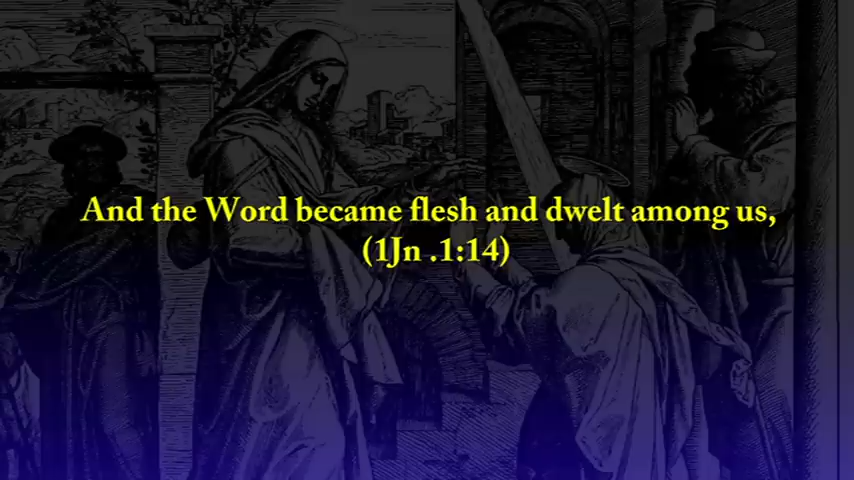 And the Word became flesh and dwelt among us,
(1Jn .1:14)